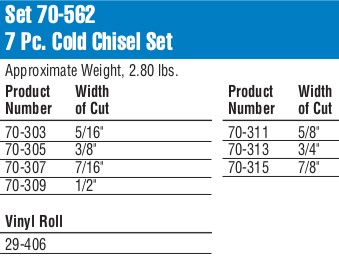 Set 70-562
7 Pc. Cold Chisel Set
Approximate Weight, 2.80 lbs.
Product Width
Number of Cut
70-303 5/16"
70-305 3/8"
70-307 7/16"
70-309 1/2"
Product Width
Number of Cut
70-311 5/8"
70-313 3/4"
70-315 7/8"
Vinyl Roll
29-406